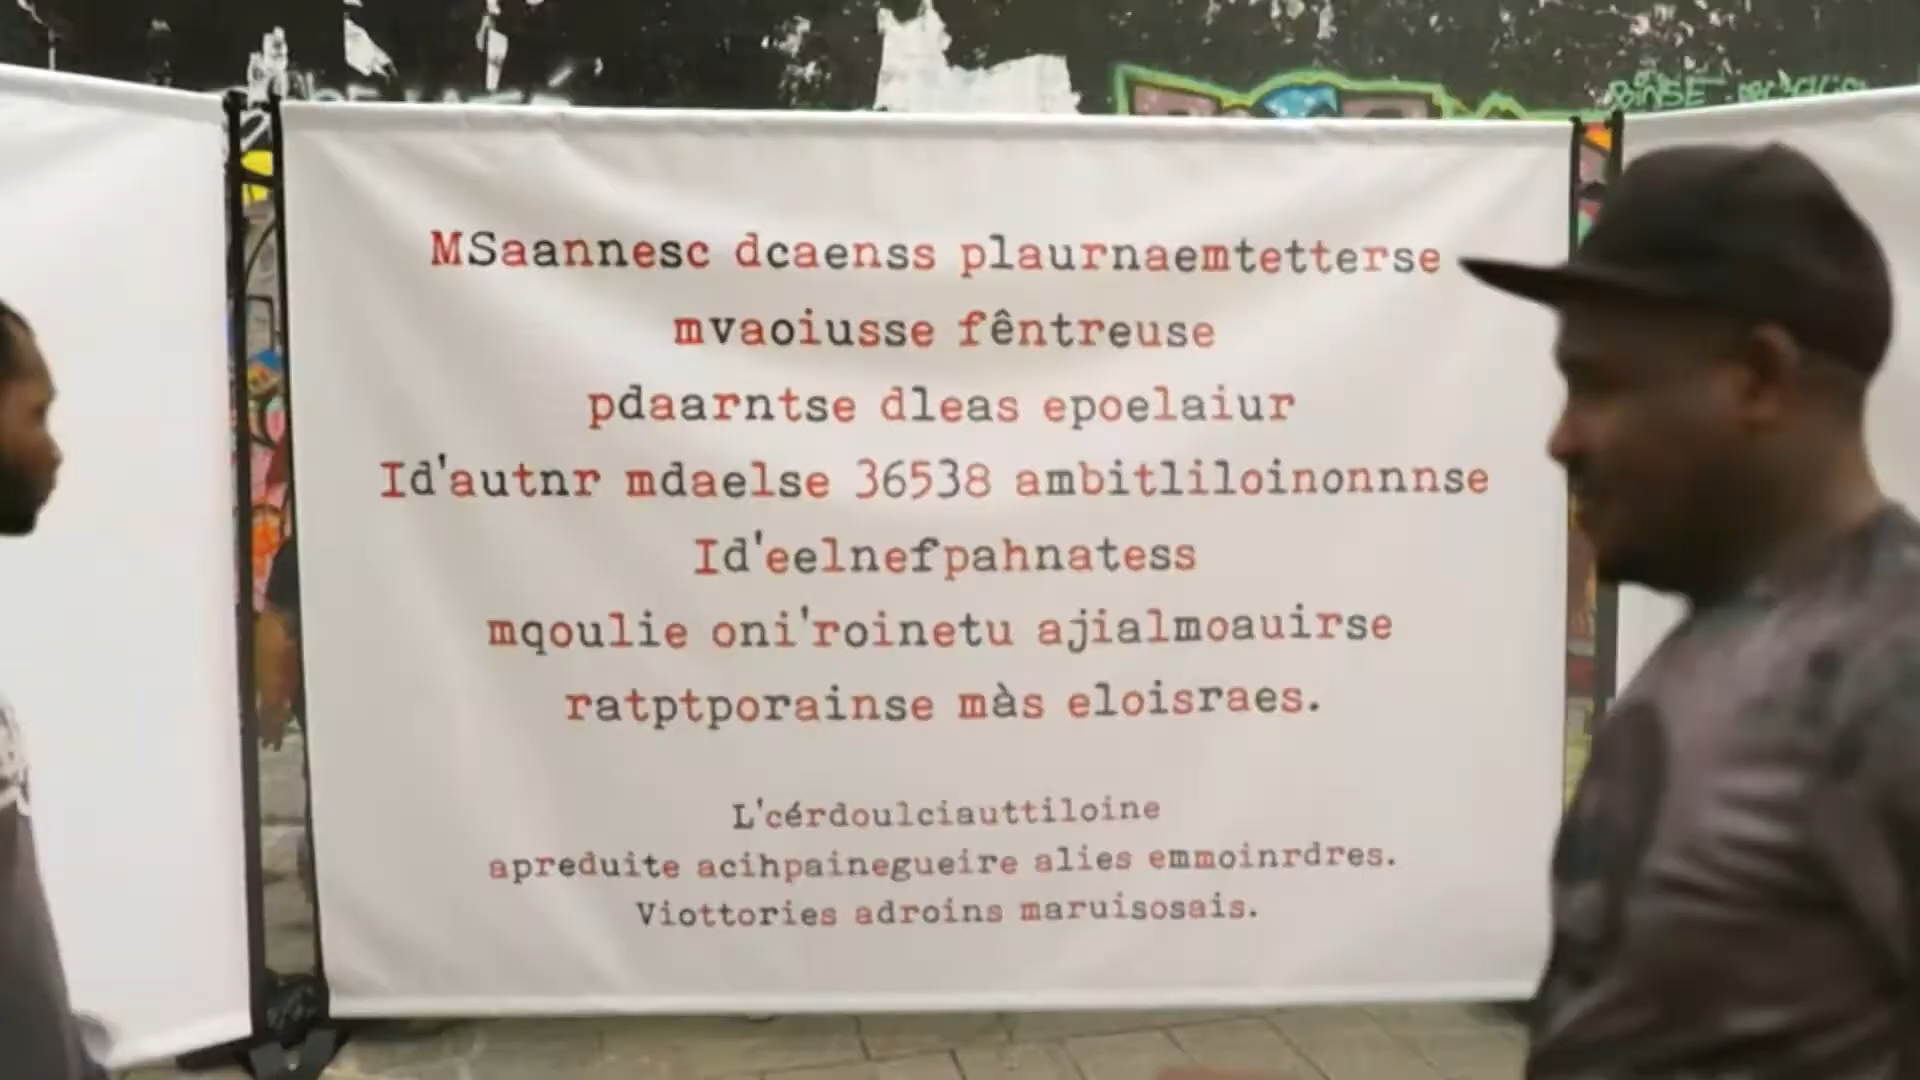 BINSE
MSaannesc dcaenss plaurnaemtetterse
mvaoiusse fêntreuse
pdaarntse dleas epoelaiur
Id'autnr mdaelse 36538 ambitliloinonnnse
Id'eelnefpahnatess
mqoulie oni'roinetu ajialmoauirse
ratptporainse màs eloisraes.
L'cérdoulciauttiloine
apreduite acihpainegueire alies emmoinrdres.
Viottories adroins maruisosais.